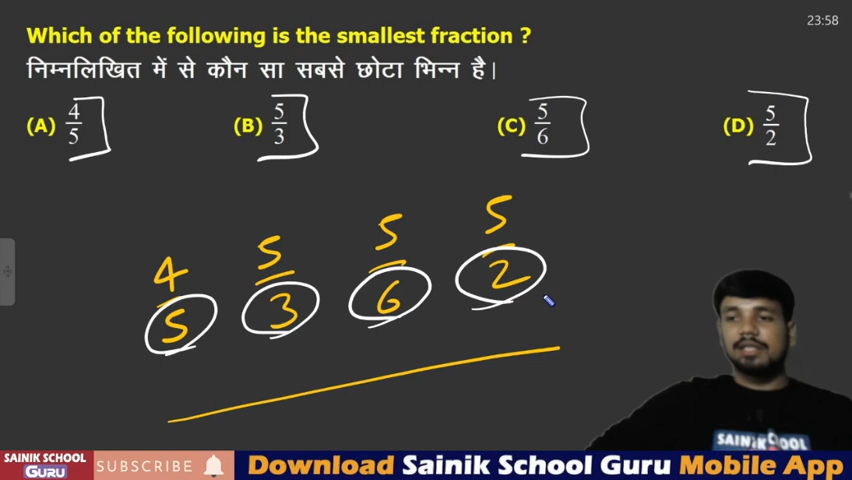 23:58
Which of the following is the smallest fraction ?
निम्नलिखित में से कौन सा सबसे छोटा भिन्न है।
(A) 4/5 (B) 5/3 (C) 5/6 (D) 5/2
4/5 5/3 5/6 5/2
SAINIK SCHOOL
SAINIK SCHOOL GURU SUBSCRIBE Download Sainik School Guru Mobile App